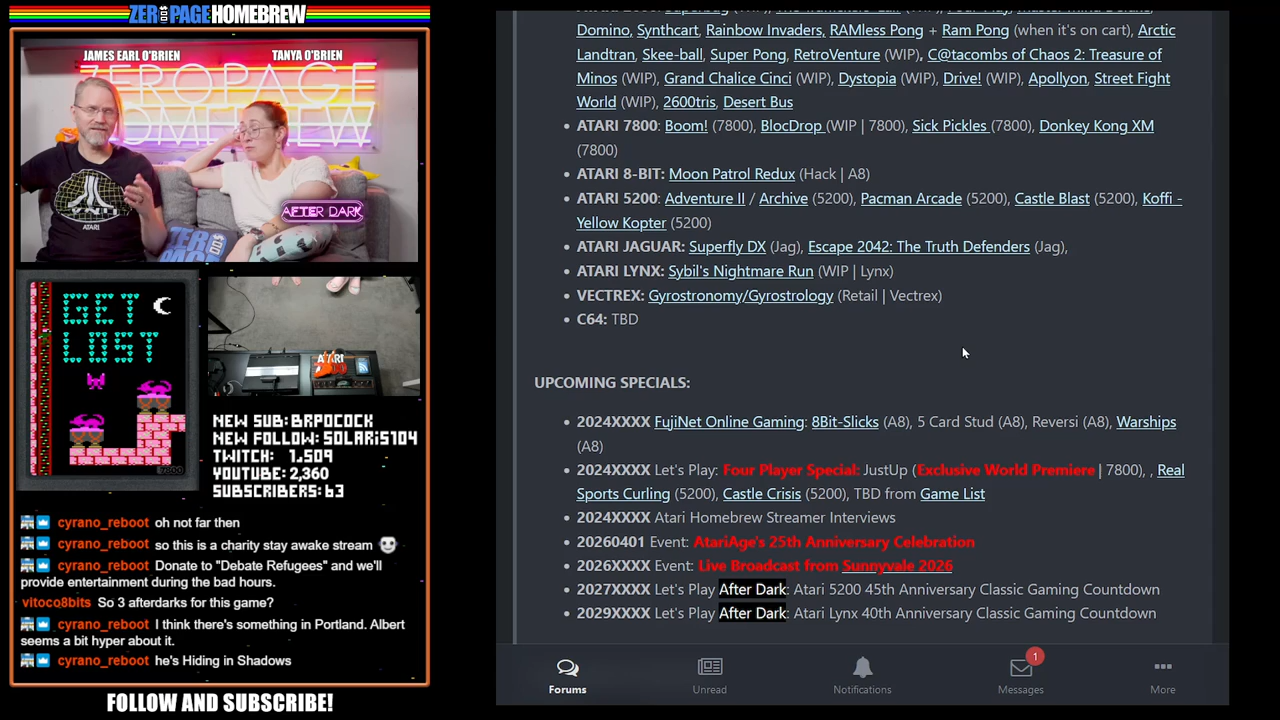 ZEROPAGE HOMEBREW
JAMES EARL O'BRIEN
TANYA O'BRIEN
ZEROPAGE
HOMEBREW
ATARI
AFTER DARK
GET
LOST
NEW SUB: BRPOCOCK
NEW FOLLOW: SOLARIS104
TWITCH: 1,509
YOUTUBE: 2,360
SUBSCRIBERS: 63
cyrano_reboot oh not far then
cyrano_reboot so this is a charity stay awake stream
cyrano_reboot Donate to "Debate Refugees" and we'll
provide entertainment during the bad hours.
vitoco8bits So 3 afterdarks for this game?
cyrano_reboot I think there's something in Portland. Albert
seems a bit hyper about it.
cyrano_reboot he's Hiding in Shadows
FOLLOW AND SUBSCRIBE!
Domino, Synthcart, Rainbow Invaders, RAMless Pong + Ram Pong (when it's on cart), Arctic
Landtran, Skee-ball, Super Pong, RetroVenture (WIP), C@tacombs of Chaos 2: Treasure of
Minos (WIP), Grand Chalice Cinci (WIP), Dystopia (WIP), Drive! (WIP), Apollyon, Street Fight
World (WIP), 2600tris, Desert Bus
• ATARI 7800: Boom! (7800), BlocDrop (WIP | 7800), Sick Pickles (7800), Donkey Kong XM
(7800)
• ATARI 8-BIT: Moon Patrol Redux (Hack | A8)
• ATARI 5200: Adventure II / Archive (5200), Pacman Arcade (5200), Castle Blast (5200), Koffi -
Yellow Kopter (5200)
• ATARI JAGUAR: Superfly DX (Jag), Escape 2042: The Truth Defenders (Jag),
• ATARI LYNX: Sybil's Nightmare Run (WIP | Lynx)
• VECTREX: Gyrostronomy/Gyrostrology (Retail | Vectrex)
• C64: TBD
UPCOMING SPECIALS:
• 2024XXXX FujiNet Online Gaming: 8Bit-Slicks (A8), 5 Card Stud (A8), Reversi (A8), Warships
(A8)
• 2024XXXX Let's Play: Four Player Special: JustUp (Exclusive World Premiere | 7800), , Real
Sports Curling (5200), Castle Crisis (5200), TBD from Game List
• 2024XXXX Atari Homebrew Streamer Interviews
• 20260401 Event: AtariAge's 25th Anniversary Celebration
• 2026XXXX Event: Live Broadcast from Sunnyvale 2026
• 2027XXXX Let's Play After Dark: Atari 5200 45th Anniversary Classic Gaming Countdown
• 2029XXXX Let's Play After Dark: Atari Lynx 40th Anniversary Classic Gaming Countdown
1
Forums
Unread
Notifications
Messages
More